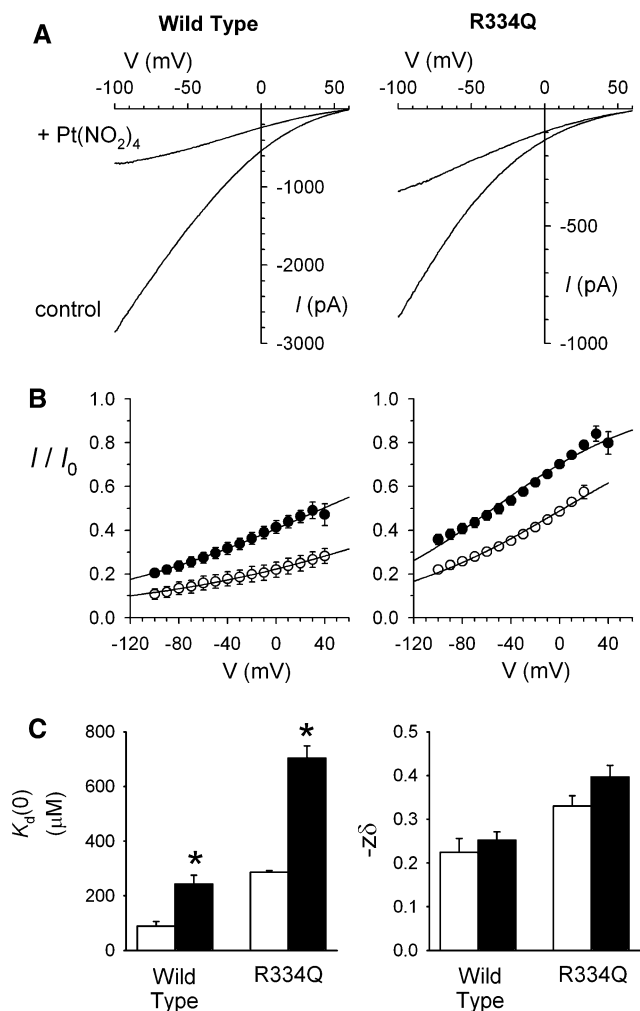 A
Wild Type
R334Q
V (mV)
V (mV)
-100 -50 0 50
-100 -50 0 50
+ Pt(NO2)4
control
-1000
-2000
-3000
I (pA)
-500
-1000
I (pA)
B
I / I0
1.0
0.8
0.6
0.4
0.2
0.0
-120 -80 -40 0 40
V (mV)
1.0
0.8
0.6
0.4
0.2
0.0
-120 -80 -40 0 40
V (mV)
C
Kd(0)
(μM)
800
600
400
200
0
*
*
Wild
Type
R334Q
-zδ
0.5
0.4
0.3
0.2
0.1
0.0
Wild
Type
R334Q